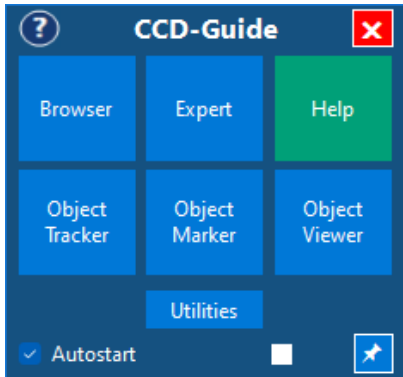 ? CCD-Guide
Browser Expert Help
Object Object Object
Tracker Marker Viewer
Utilities
Autostart